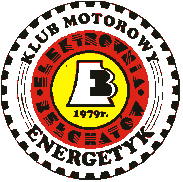 KLUB MOTOROWY
ELEKTROWNIA
B
1979r.
BEŁCHATÓW
ENERGETYK